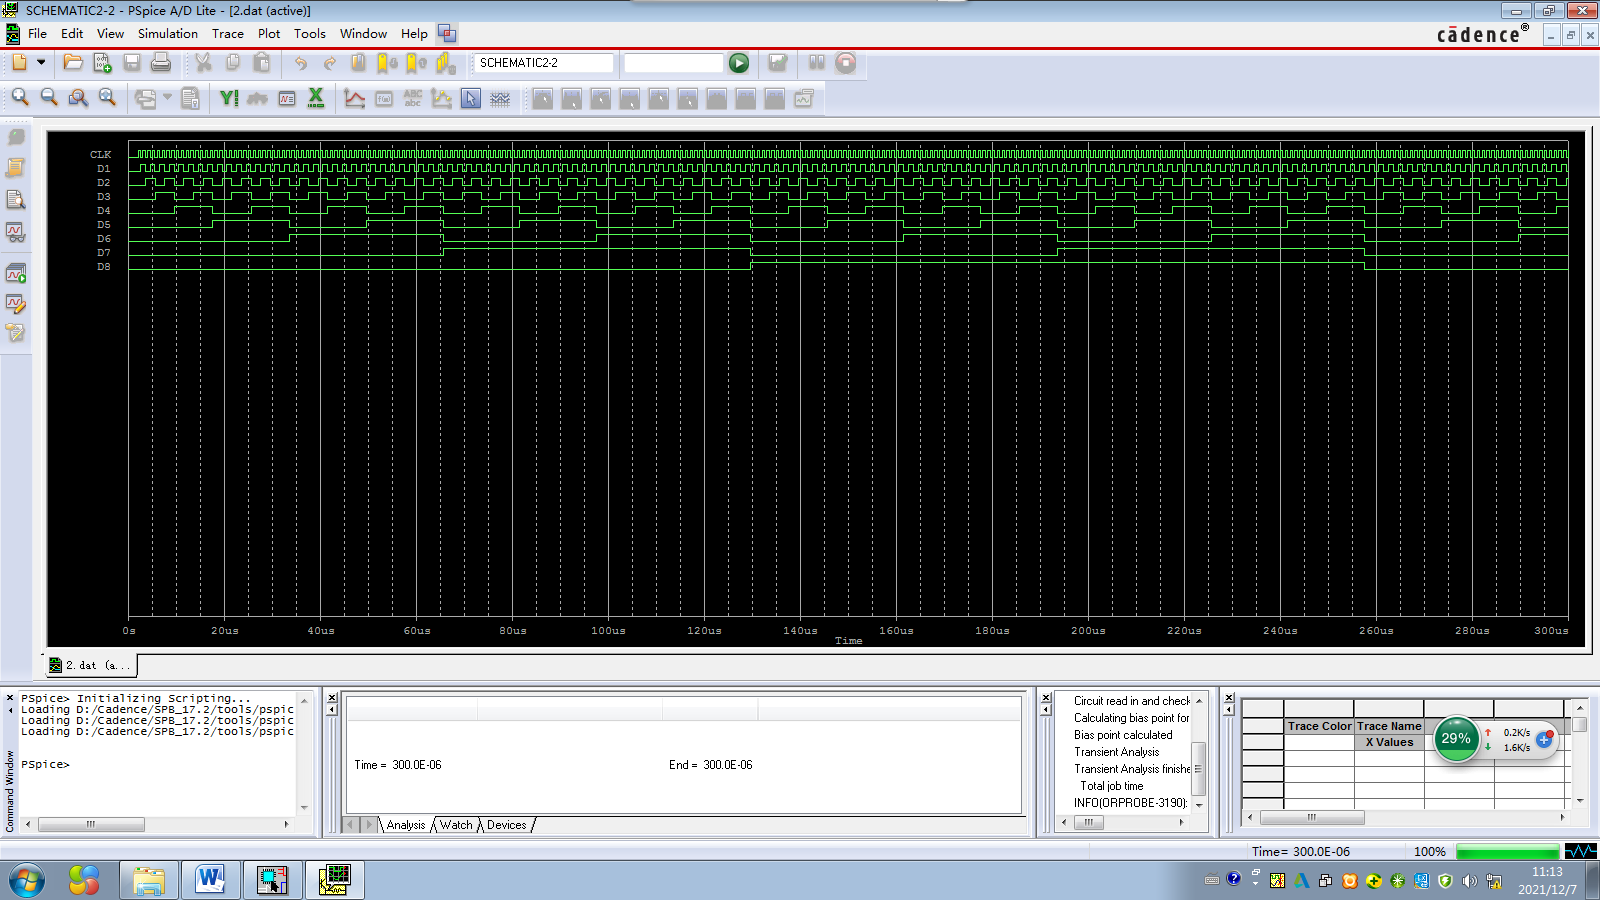 SCHEMATIC2-2 - PSpice A/D Lite - [2.dat (active)]
File Edit View Simulation Trace Plot Tools Window Help
cādence®
SCHEMATIC2-2
CLK
D1
D2
D3
D4
D5
D6
D7
D8
0s 20us 40us 60us 80us 100us 120us 140us 160us 180us 200us 220us 240us 260us 280us 300us
Time
2.dat (a...
Command Window
PSpice> Initializing Scripting...
Loading D:/Cadence/SPB_17.2/tools/pspic
Loading D:/Cadence/SPB_17.2/tools/pspic
Loading D:/Cadence/SPB_17.2/tools/pspic
PSpice>
Time = 300.0E-06 End = 300.0E-06
Analysis Watch Devices
Circuit read in and check
Calculating bias point for
Bias point calculated
Transient Analysis
Transient Analysis finishe
Total job time
INFO(ORPROBE-3190):
Trace Color Trace Name
X Values
29%
0.2K/s
1.6K/s
Time= 300.0E-06 100%
11:13
2021/12/7